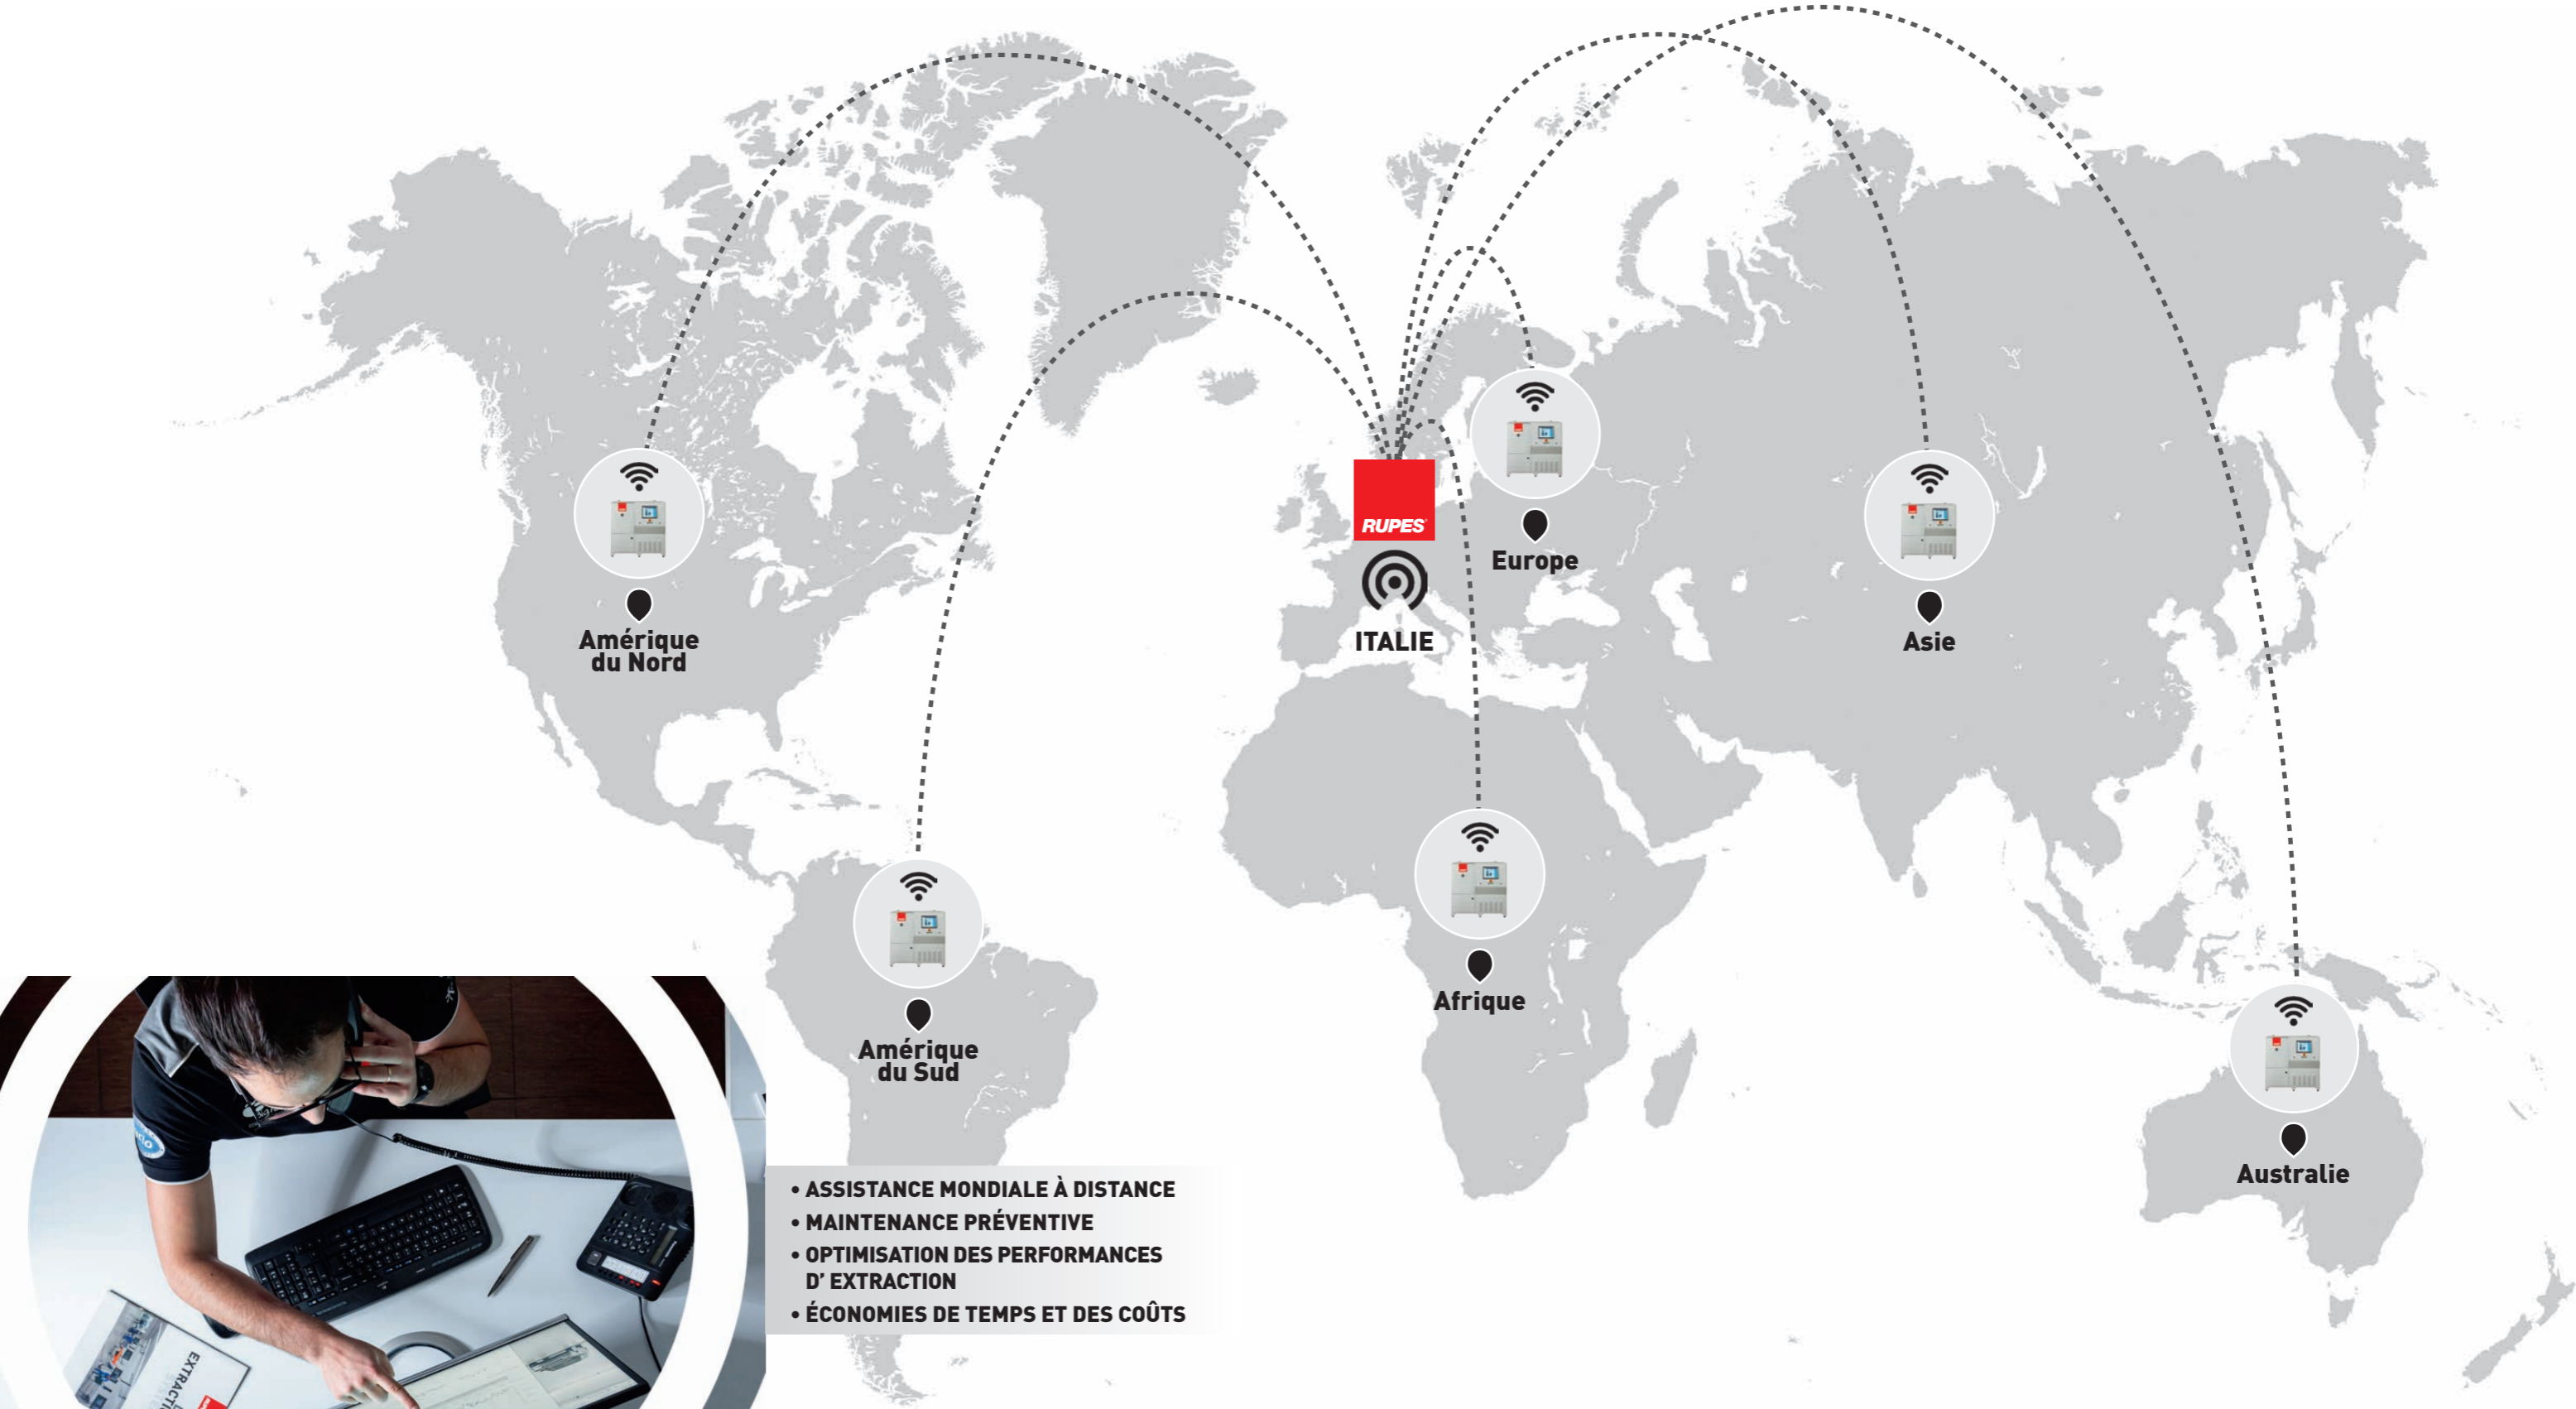 RUPES
ITALIE
Europe
Asie
Amérique
du Nord
Afrique
Amérique
du Sud
Australie
• ASSISTANCE MONDIALE À DISTANCE
• MAINTENANCE PRÉVENTIVE
• OPTIMISATION DES PERFORMANCES
D' EXTRACTION
• ÉCONOMIES DE TEMPS ET DES COÛTS